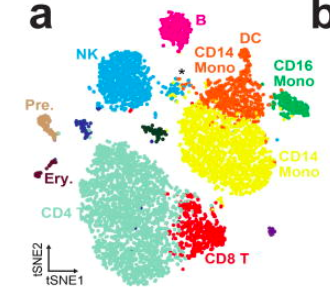 a
b
B
DC
NK
CD14
Mono
*
CD16
Mono
Pre.
CD14
Mono
Ery.
CD4 T
CD8 T
tSNE2
tSNE1